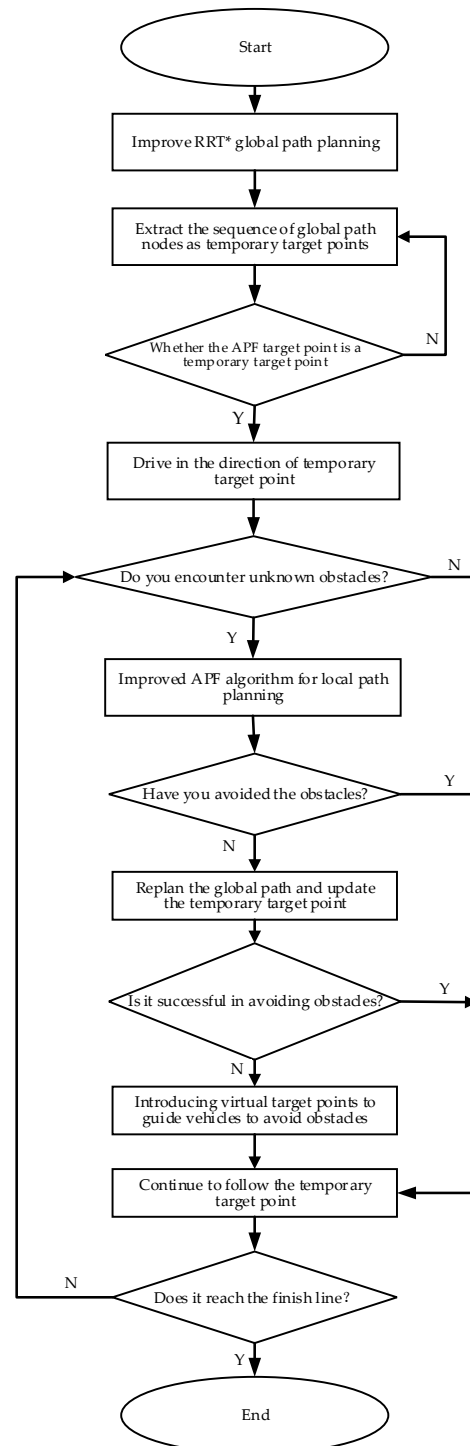 Start
Improve RRT* global path planning
Extract the sequence of global path
nodes as temporary target points
Whether the APF target point is a
temporary target point
N
Y
Drive in the direction of temporary
target point
Do you encounter unknown obstacles?
N
Y
Improved APF algorithm for local path
planning
Have you avoided the obstacles?
Y
N
Replan the global path and update
the temporary target point
Is it successful in avoiding obstacles?
Y
N
Introducing virtual target points to
guide vehicles to avoid obstacles
Continue to follow the temporary
target point
N
Does it reach the finish line?
Y
End